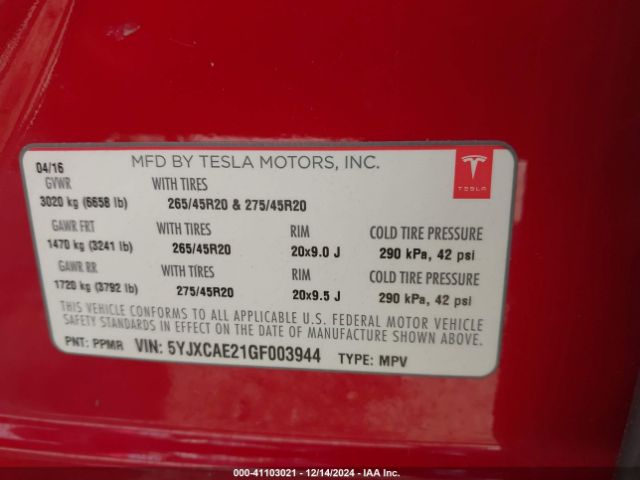 04/16 MFD BY TESLA MOTORS, INC.
GVWR WITH TIRES
3020 kg (6658 lb) 265/45R20 & 275/45R20
GAWR FRT WITH TIRES RIM COLD TIRE PRESSURE
1470 kg (3241 lb) 265/45R20 20x9.0 J 290 kPa, 42 psi
GAWR RR WITH TIRES RIM COLD TIRE PRESSURE
1720 kg (3792 lb) 275/45R20 20x9.5 J 290 kPa, 42 psi
THIS VEHICLE CONFORMS TO ALL APPLICABLE U.S. FEDERAL MOTOR VEHICLE
SAFETY STANDARDS IN EFFECT ON THE DATE OF MANUFACTURE SHOWN ABOVE.
PNT: PPMR VIN: 5YJXCAE21GF003944 TYPE: MPV
TESLA
000-41103021 - 12/14/2024 - IAA Inc.